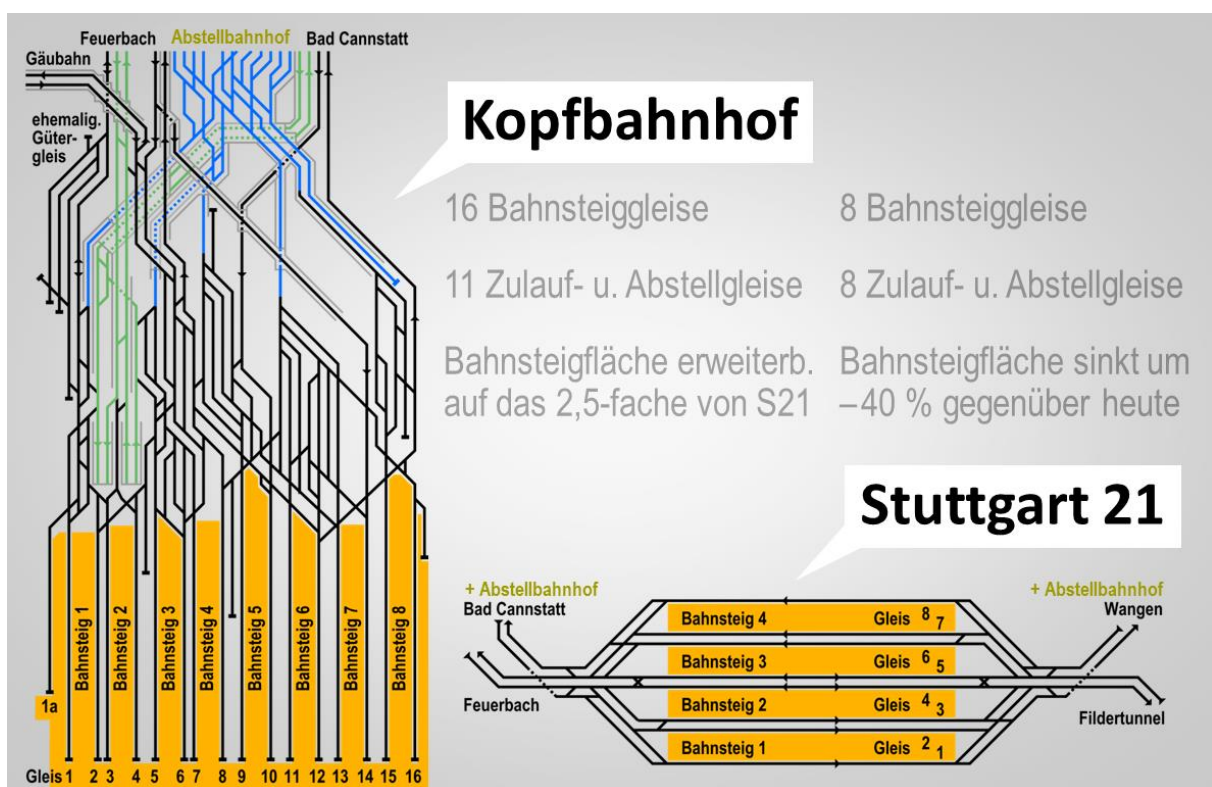 Feuerbach
Abstellbahnhof
Bad Cannstatt
Gäubahn
ehemalig.
Güter-
gleis
Kopfbahnhof
16 Bahnsteiggleise
8 Bahnsteiggleise
11 Zulauf- u. Abstellgleise
8 Zulauf- u. Abstellgleise
Bahnsteigfläche erweiterb.
auf das 2,5-fache von S21
Bahnsteigfläche sinkt um
–40 % gegenüber heute
Stuttgart 21
Bahnsteig 1
Bahnsteig 2
Bahnsteig 3
Bahnsteig 4
Bahnsteig 5
Bahnsteig 6
Bahnsteig 7
Bahnsteig 8
1a
Gleis 1 2 3 4 5 6 7 8 9 10 11 12 13 14 15 16
+ Abstellbahnhof
Bad Cannstatt
+ Abstellbahnhof
Wangen
Bahnsteig 4 Gleis 8 7
Bahnsteig 3 Gleis 6 5
Feuerbach
Bahnsteig 2 Gleis 4 3
Fildertunnel
Bahnsteig 1 Gleis 2 1